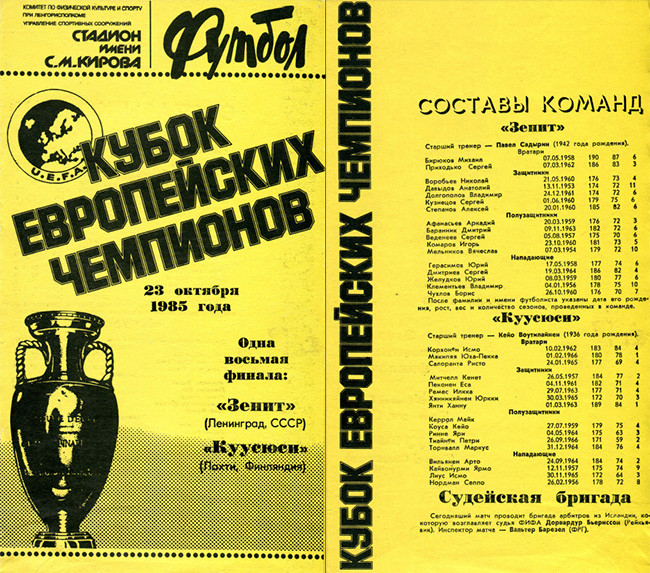 КОМИТЕТ ПО ФИЗИЧЕСКОЙ КУЛЬТУРЕ И СПОРТУ
ПРИ ЛЕНГОРИСПОЛКОМЕ
УПРАВЛЕНИЕ СПОРТИВНЫХ СООРУЖЕНИЙ
СТАДИОН
ИМЕНИ
С.М.КИРОВА
Футбол
U.E.F.A.
КУБОК
ЕВРОПЕЙСКИХ
ЧЕМПИОНОВ
23 октября
1985 года
Одна
восьмая
финала:
«Зенит»
(Ленинград, СССР)
«Куусюси»
(Лахти, Финляндия)
КУБОК ЕВРОПЕЙСКИХ ЧЕМПИОНОВ
СОСТАВЫ КОМАНД
«Зенит»
Старший тренер — Павел Садырин (1942 года рождения).
Вратари
Бирюков Михаил 07.05.1958 190 87 6
Приходько Сергей 07.03.1962 186 83 3
Защитники
Воробьев Николай 21.05.1960 176 73 4
Давыдов Анатолий 13.11.1953 174 72 11
Долгополов Владимир 24.12.1961 174 72 6
Кузнецов Сергей 01.06.1960 179 75 6
Степанов Алексей 20.01.1960 185 82 6
Полузащитники
Афанасьев Аркадий 20.03.1959 176 72 3
Баранник Дмитрий 09.11.1963 182 72 6
Веденеев Сергей 05.08.1957 175 70 6
Комаров Игорь 23.10.1960 181 73 5
Мельников Вячеслав 07.03.1954 179 72 10
Нападающие
Герасимов Юрий 17.05.1958 177 74 6
Дмитриев Сергей 19.03.1964 186 82 4
Желудков Юрий 08.03.1959 180 77 6
Клементьев Владимир 04.01.1956 178 75 10
Чухлов Борис 26.10.1960 176 70 7
После фамилии и имени футболиста указаны дата его рожде-
ния, рост, вес и количество сезонов, проведенных в команде.
«Куусюси»
Старший тренер — Кейо Воутилайнен (1936 года рождения).
Вратари
Корхонен Исмо 10.02.1962 183 84 4
Макипяя Юха-Пекка 01.02.1966 180 78 1
Салоранта Ристо 24.01.1965 177 69 4
Защитники
Митчелл Кенет 26.05.1957 184 77 2
Пеконен Еса 04.11.1961 182 71 4
Ремес Илкка 29.07.1963 177 71 4
Хянникяйнен Юркки 30.03.1965 172 70 3
Янти Ханну 01.03.1963 189 84 1
Полузащитники
Керрол Майк
Коуса Кейо 27.07.1959 179 75 4
Ринне Яри 04.05.1964 175 63 3
Тиайнен Петри 26.09.1966 171 59 2
Торнвалл Маркус 31.12.1964 184 76 4
Нападающие
Вильянен Арто 24.09.1964 184 74 2
Кейвонурми Ярмо 12.11.1957 175 74 9
Лиус Исмо 30.11.1965 172 64 3
Нордман Сеппо 26.02.1956 178 72 8
Судейская бригада
Сегодняшний матч проводит бригада арбитров из Исландии, ко-
которую возглавляет судья ФИФА Дорвардур Бьернссон (Рейкья-
вик). Инспектор матча — Вальтер Барезел (ФРГ).